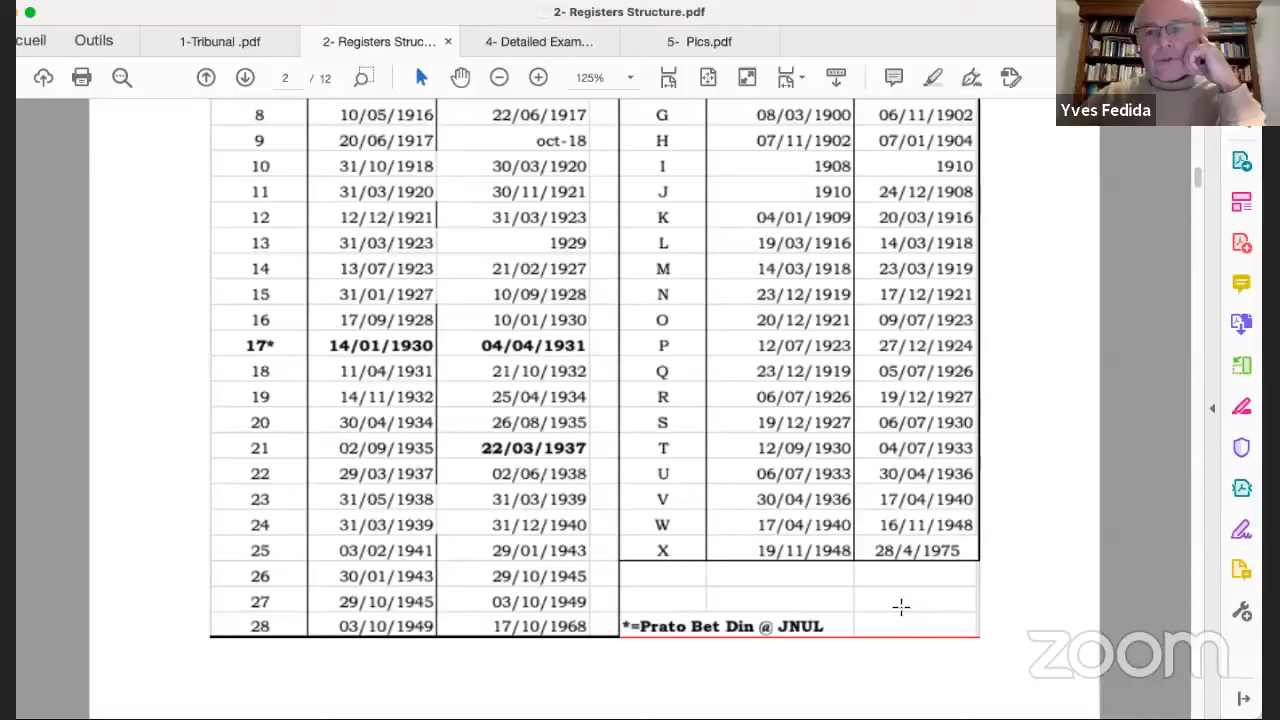 2- Registers Structure.pdf
cueil Outils 1-Tribunal .pdf 2- Registers Struc... × 4- Detailed Exam... 5- Pics.pdf
2 / 12 125%
Yves Fedida
8 10/05/1916 22/06/1917 G 08/03/1900 06/11/1902
9 20/06/1917 oct-18 H 07/11/1902 07/01/1904
10 31/10/1918 30/03/1920 I 1908 1910
11 31/03/1920 30/11/1921 J 1910 24/12/1908
12 12/12/1921 31/03/1923 K 04/01/1909 20/03/1916
13 31/03/1923 1929 L 19/03/1916 14/03/1918
14 13/07/1923 21/02/1927 M 14/03/1918 23/03/1919
15 31/01/1927 10/09/1928 N 23/12/1919 17/12/1921
16 17/09/1928 10/01/1930 O 20/12/1921 09/07/1923
17* 14/01/1930 04/04/1931 P 12/07/1923 27/12/1924
18 11/04/1931 21/10/1932 Q 23/12/1919 05/07/1926
19 14/11/1932 25/04/1934 R 06/07/1926 19/12/1927
20 30/04/1934 26/08/1935 S 19/12/1927 06/07/1930
21 02/09/1935 22/03/1937 T 12/09/1930 04/07/1933
22 29/03/1937 02/06/1938 U 06/07/1933 30/04/1936
23 31/05/1938 31/03/1939 V 30/04/1936 17/04/1940
24 31/03/1939 31/12/1940 W 17/04/1940 16/11/1948
25 03/02/1941 29/01/1943 X 19/11/1948 28/4/1975
26 30/01/1943 29/10/1945
27 29/10/1945 03/10/1949
28 03/10/1949 17/10/1968 *=Prato Bet Din @ JNUL
zoom